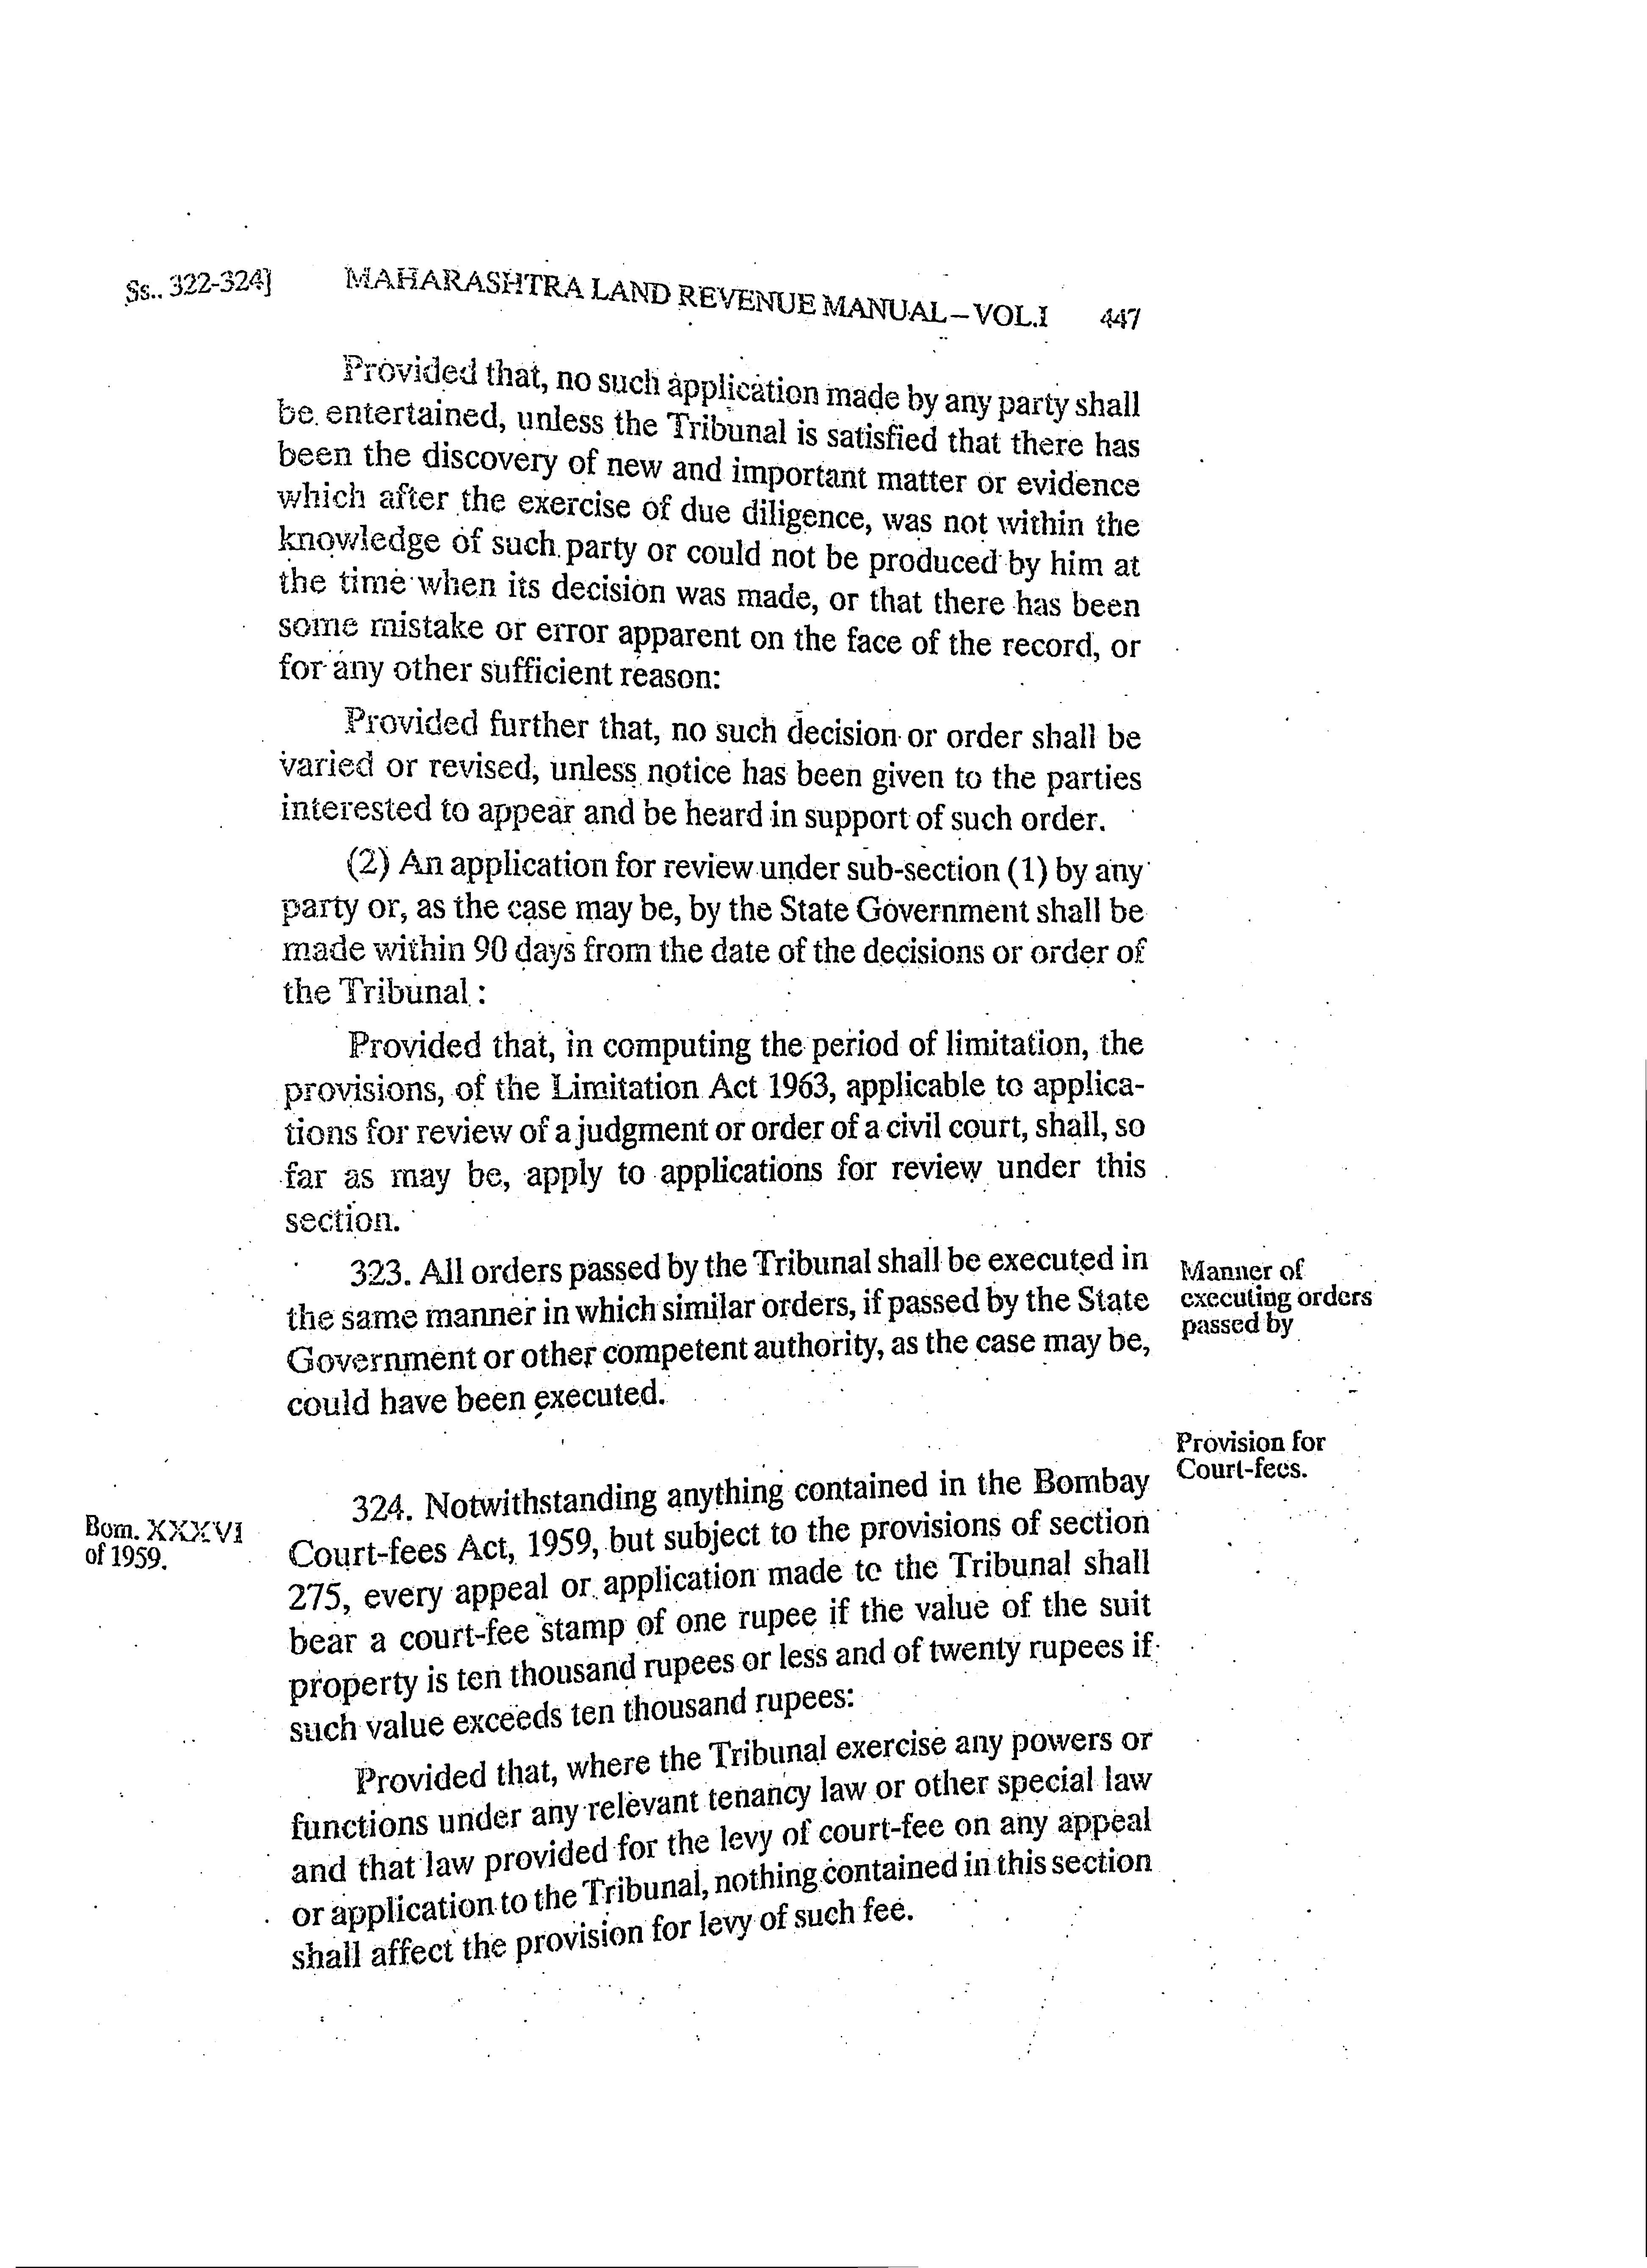 Ss.. 322-324] MAHARASHTRA LAND REVENUE MANUAL – VOL.I 447
Provided that, no such application made by any party shall
be entertained, unless the Tribunal is satisfied that there has
been the discovery of new and important matter or evidence
which after the exercise of due diligence, was not within the
knowledge of such party or could not be produced by him at
the time when its decision was made, or that there has been
some mistake or error apparent on the face of the record, or
for any other sufficient reason:
Provided further that, no such decision or order shall be
varied or revised, unless notice has been given to the parties
interested to appear and be heard in support of such order.
(2) An application for review under sub-section (1) by any
party or, as the case may be, by the State Government shall be
made within 90 days from the date of the decisions or order of
the Tribunal :
Provided that, in computing the period of limitation, the
provisions, of the Limitation Act 1963, applicable to applica-
tions for review of a judgment or order of a civil court, shall, so
far as may be, apply to applications for review under this
section.
323. All orders passed by the Tribunal shall be executed in
the same manner in which similar orders, if passed by the State
Government or other competent authority, as the case may be,
could have been executed.
Manner of
executing orders
passed by
Provision for
Court-fees.
Bom. XXXVI
of 1959.
324. Notwithstanding anything contained in the Bombay
Court-fees Act, 1959, but subject to the provisions of section
275, every appeal or application made to the Tribunal shall
bear a court-fee stamp of one rupee if the value of the suit
property is ten thousand rupees or less and of twenty rupees if
such value exceeds ten thousand rupees:
Provided that, where the Tribunal exercise any powers or
functions under any relevant tenancy law or other special law
and that law provided for the levy of court-fee on any appeal
or application to the Tribunal, nothing contained in this section
shall affect the provision for levy of such fee.